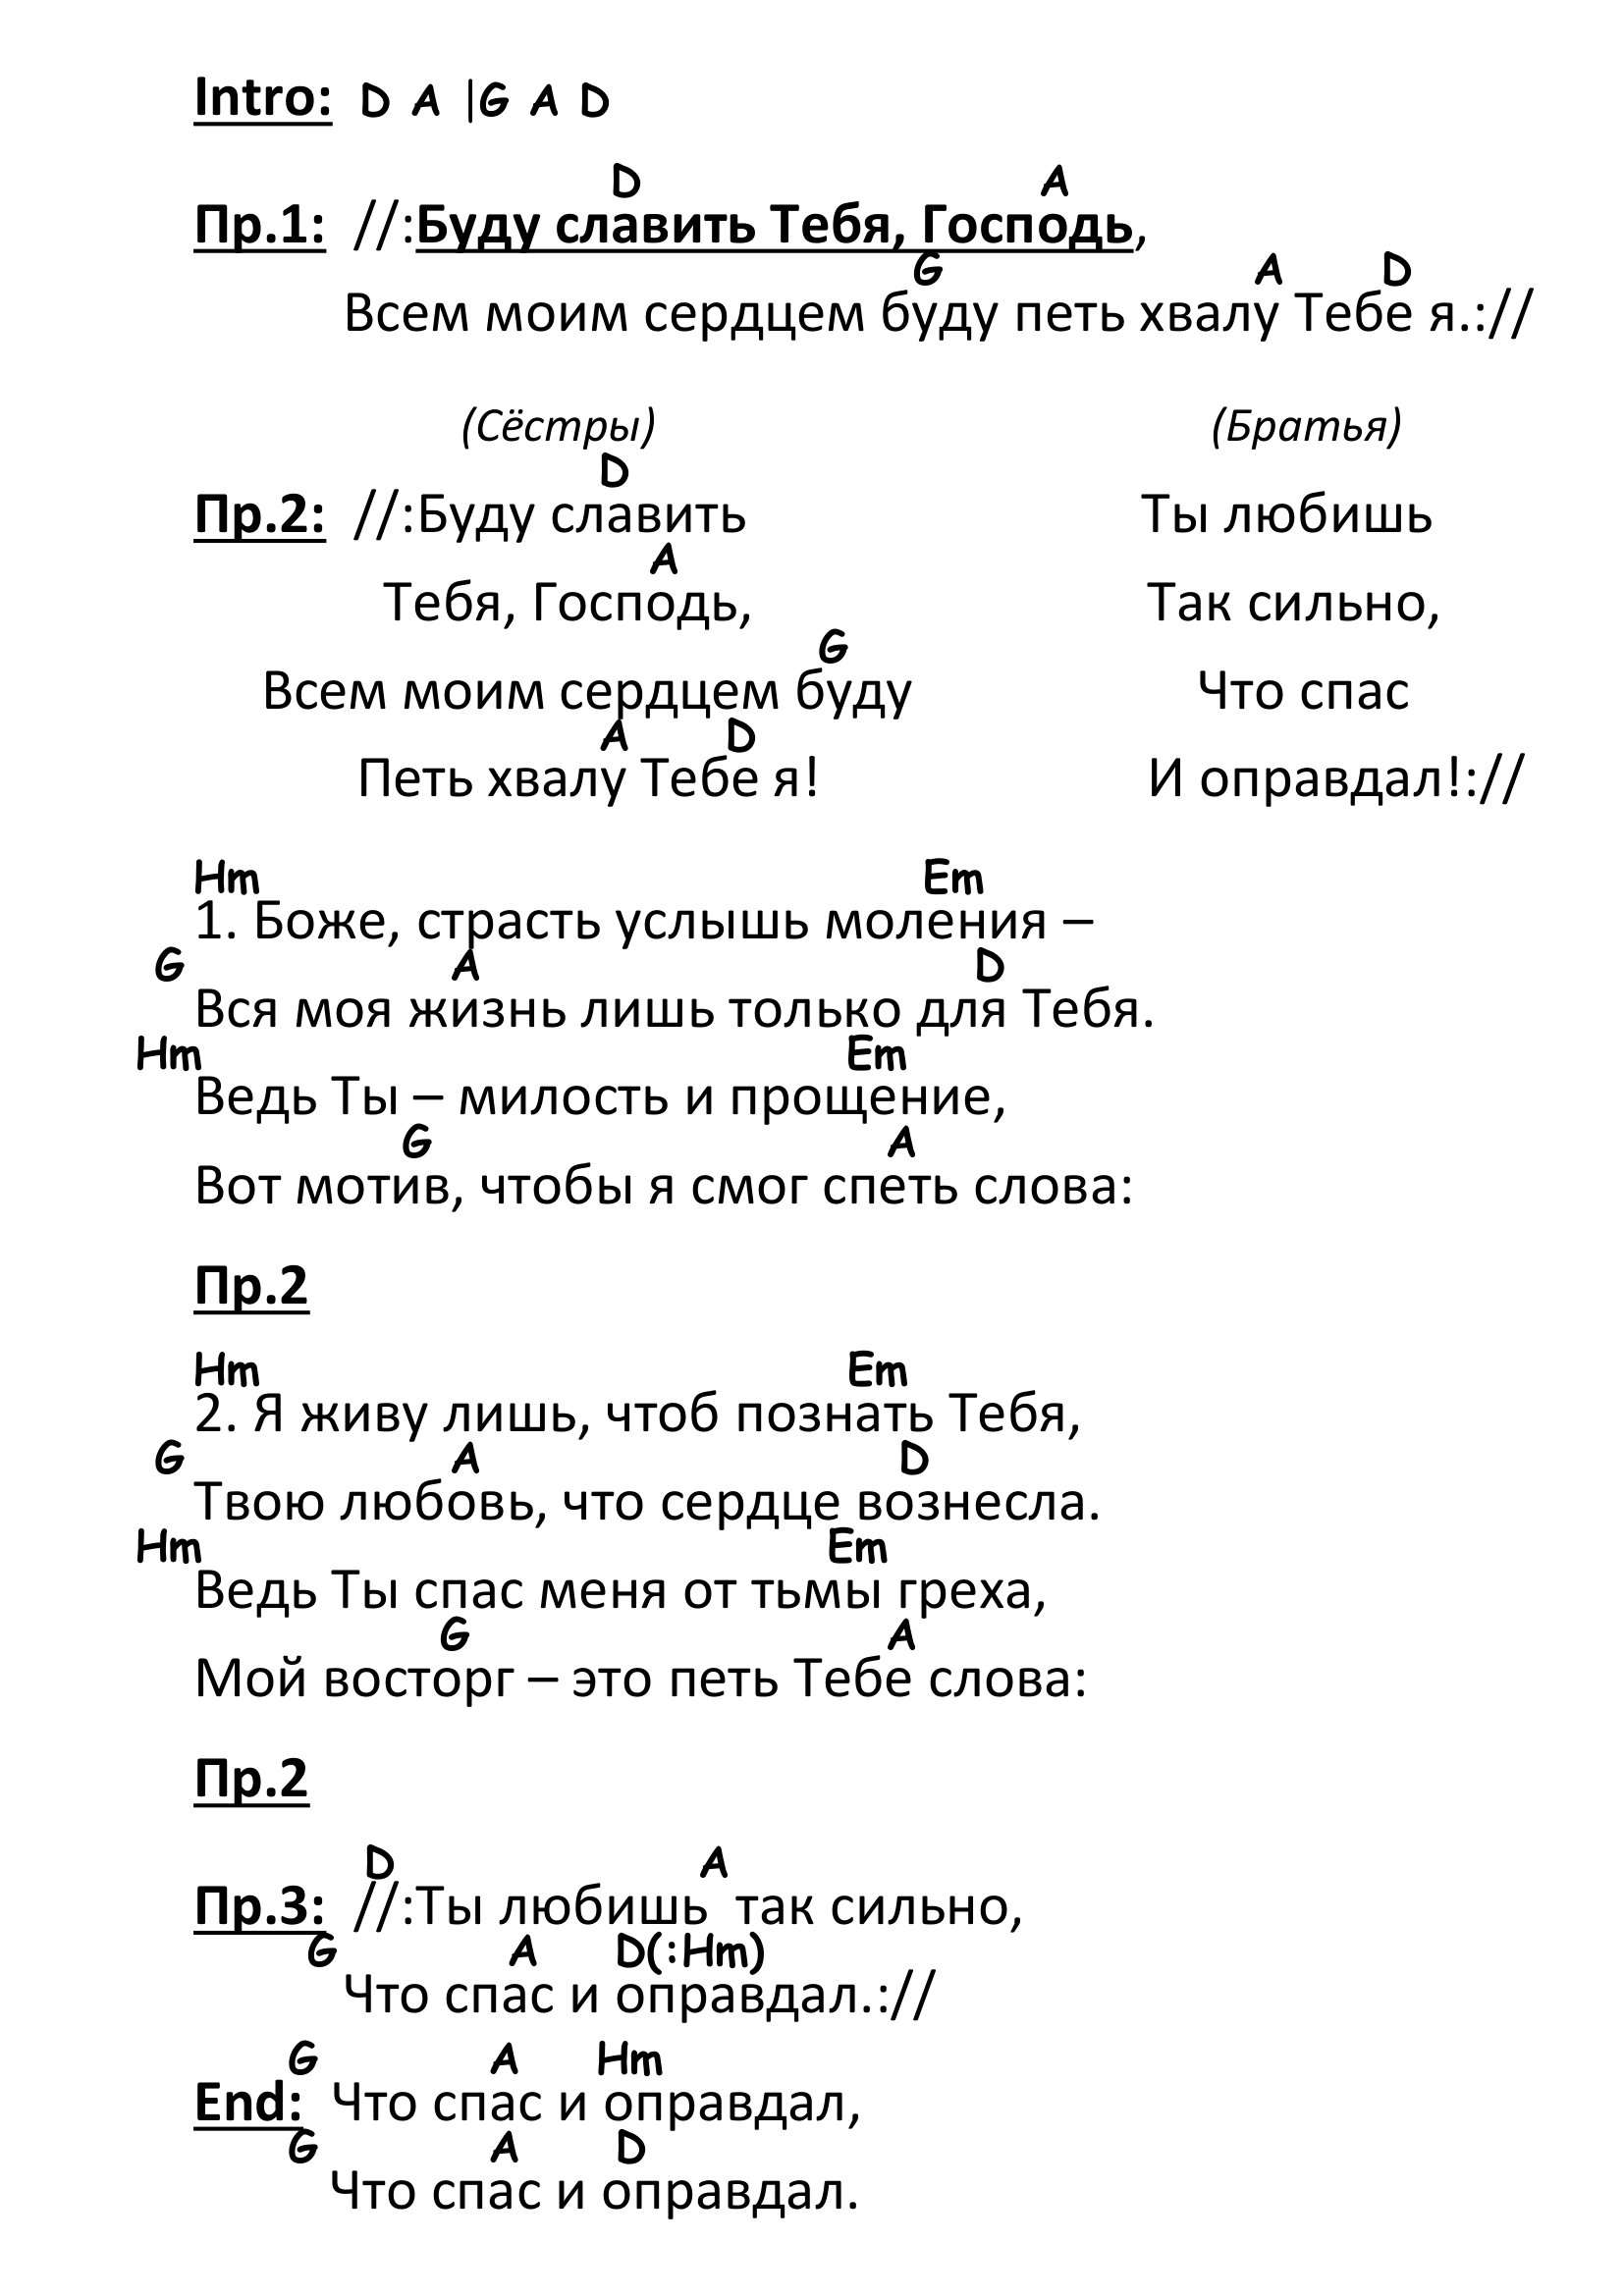 Intro: D A |G A D
D A
Пр.1: //:Буду славить Тебя, Господь,
G A D
Всем моим сердцем буду петь хвалу Тебе я.://
(Сёстры) (Братья)
D
Пр.2: //:Буду славить Ты любишь
A
Тебя, Господь, Так сильно,
G
Всем моим сердцем буду Что спас
A D
Петь хвалу Тебе я! И оправдал!://
Hm Em
1. Боже, страсть услышь моления –
G A D
Вся моя жизнь лишь только для Тебя.
Hm Em
Ведь Ты – милость и прощение,
G A
Вот мотив, чтобы я смог спеть слова:
Пр.2
Hm Em
2. Я живу лишь, чтоб познать Тебя,
G A D
Твою любовь, что сердце вознесла.
Hm Em
Ведь Ты спас меня от тьмы греха,
G A
Мой восторг – это петь Тебе слова:
Пр.2
D A
Пр.3: //:Ты любишь так сильно,
G A D(:Hm)
Что спас и оправдал.://
G A Hm
End: Что спас и оправдал,
G A D
Что спас и оправдал.